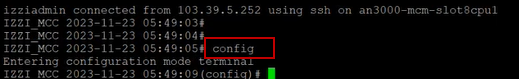 izziadmin connected from 103.39.5.252 using ssh on an3000-mcm-slot8cpu1
IZZI_MCC 2023-11-23 05:49:03#
IZZI_MCC 2023-11-23 05:49:04#
IZZI_MCC 2023-11-23 05:49:05# config
Entering configuration mode terminal
IZZI_MCC 2023-11-23 05:49:09(config)#